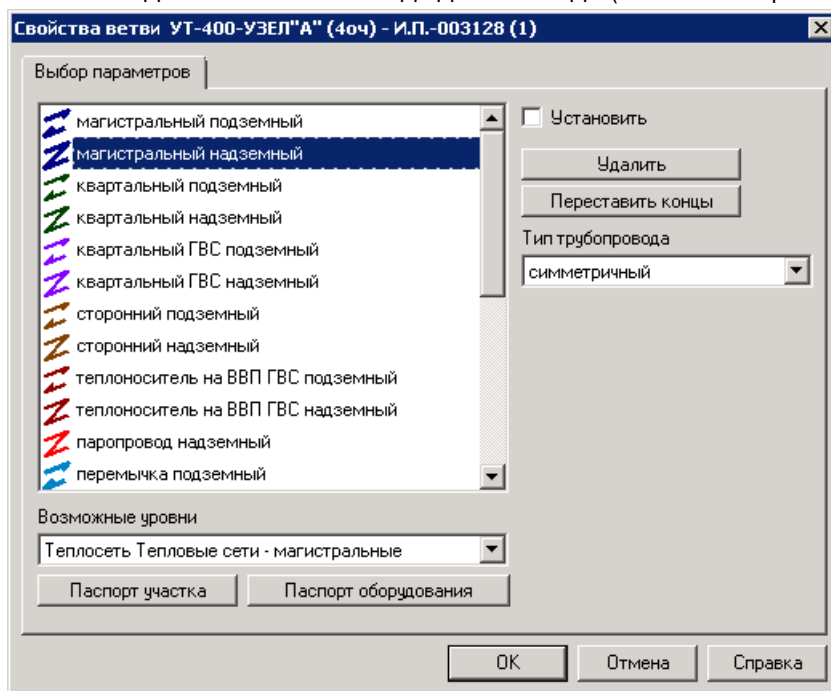 Свойства ветви УТ-400-УЗЕЛ"А" (4оч) - И.П.-003128 (1)
Выбор параметров
магистральный подземный
магистральный надземный
квартальный подземный
квартальный надземный
квартальный ГВС подземный
квартальный ГВС надземный
сторонний подземный
сторонний надземный
теплоноситель на ВВП ГВС подземный
теплоноситель на ВВП ГВС надземный
паропровод надземный
перемычка подземный
Установить
Удалить
Переставить концы
Тип трубопровода
симметричный
Возможные уровни
Теплосеть Тепловые сети - магистральные
Паспорт участка
Паспорт оборудования
OK
Отмена
Справка